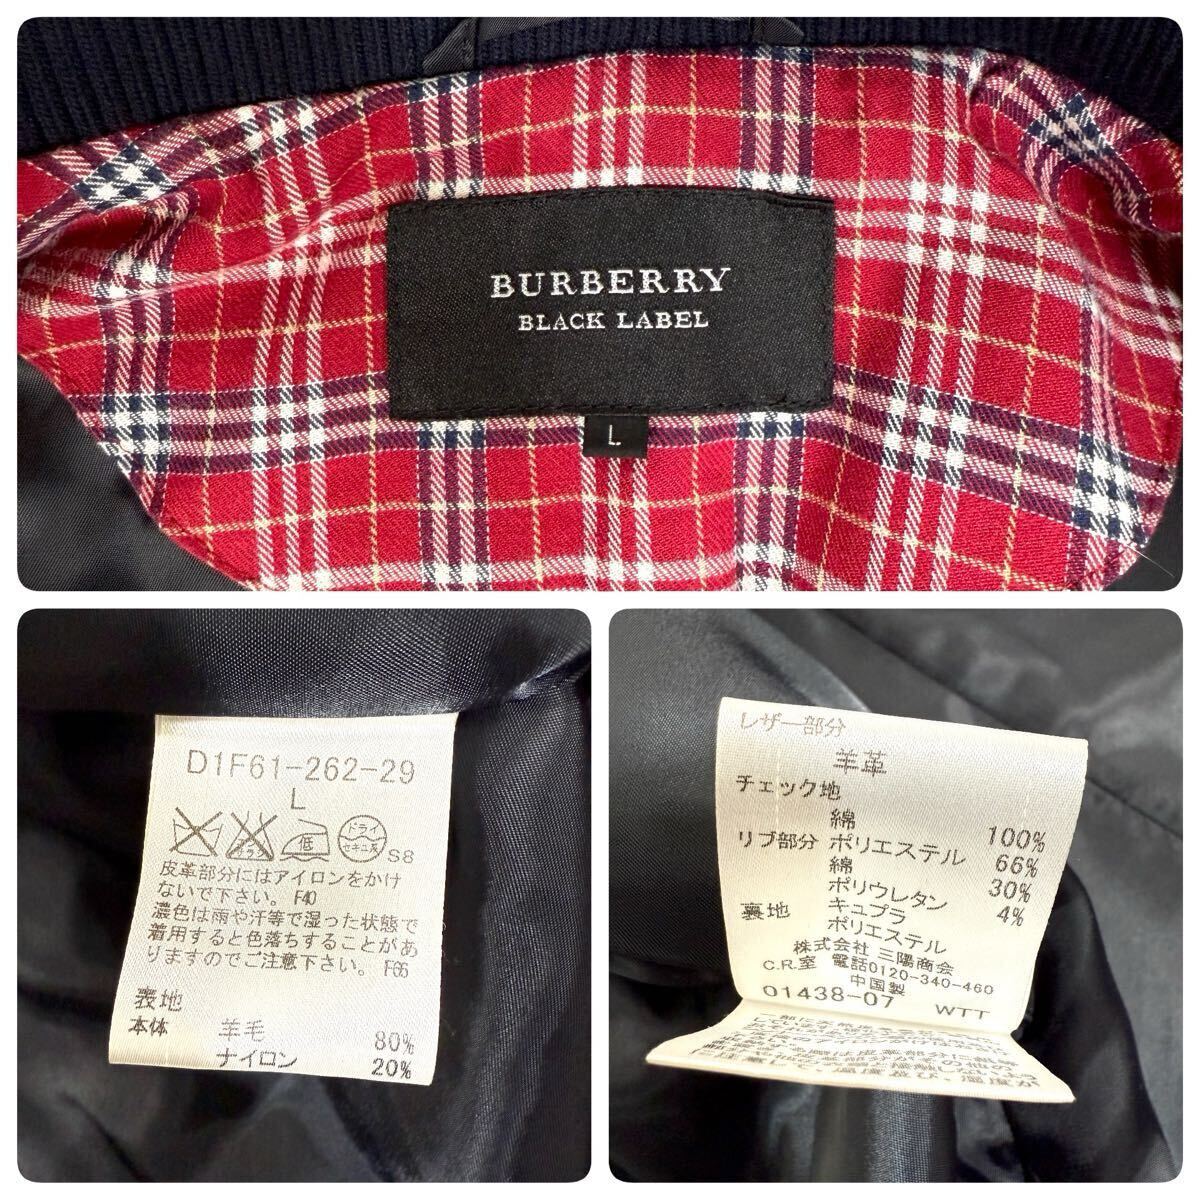 BURBERRY
BLACK LABEL
L
D1F61-262-29
L
低
ドライ
セキユ系
S8
皮革部分にはアイロンをかけ
ないで下さい。F40
濃色は雨や汗等で湿った状態で
着用すると色落ちすることがあ
りますのでご注意下さい。F66
表地
本体 羊毛 80%
ナイロン 20%
レザー部分
羊革
チェック地
綿 100%
リブ部分 ポリエステル 66%
綿 30%
ポリウレタン 4%
裏地 キュプラ
ポリエステル
株式会社 三陽商会
C.R.室 電話0120-340-460
中国製
01438-07 WTT